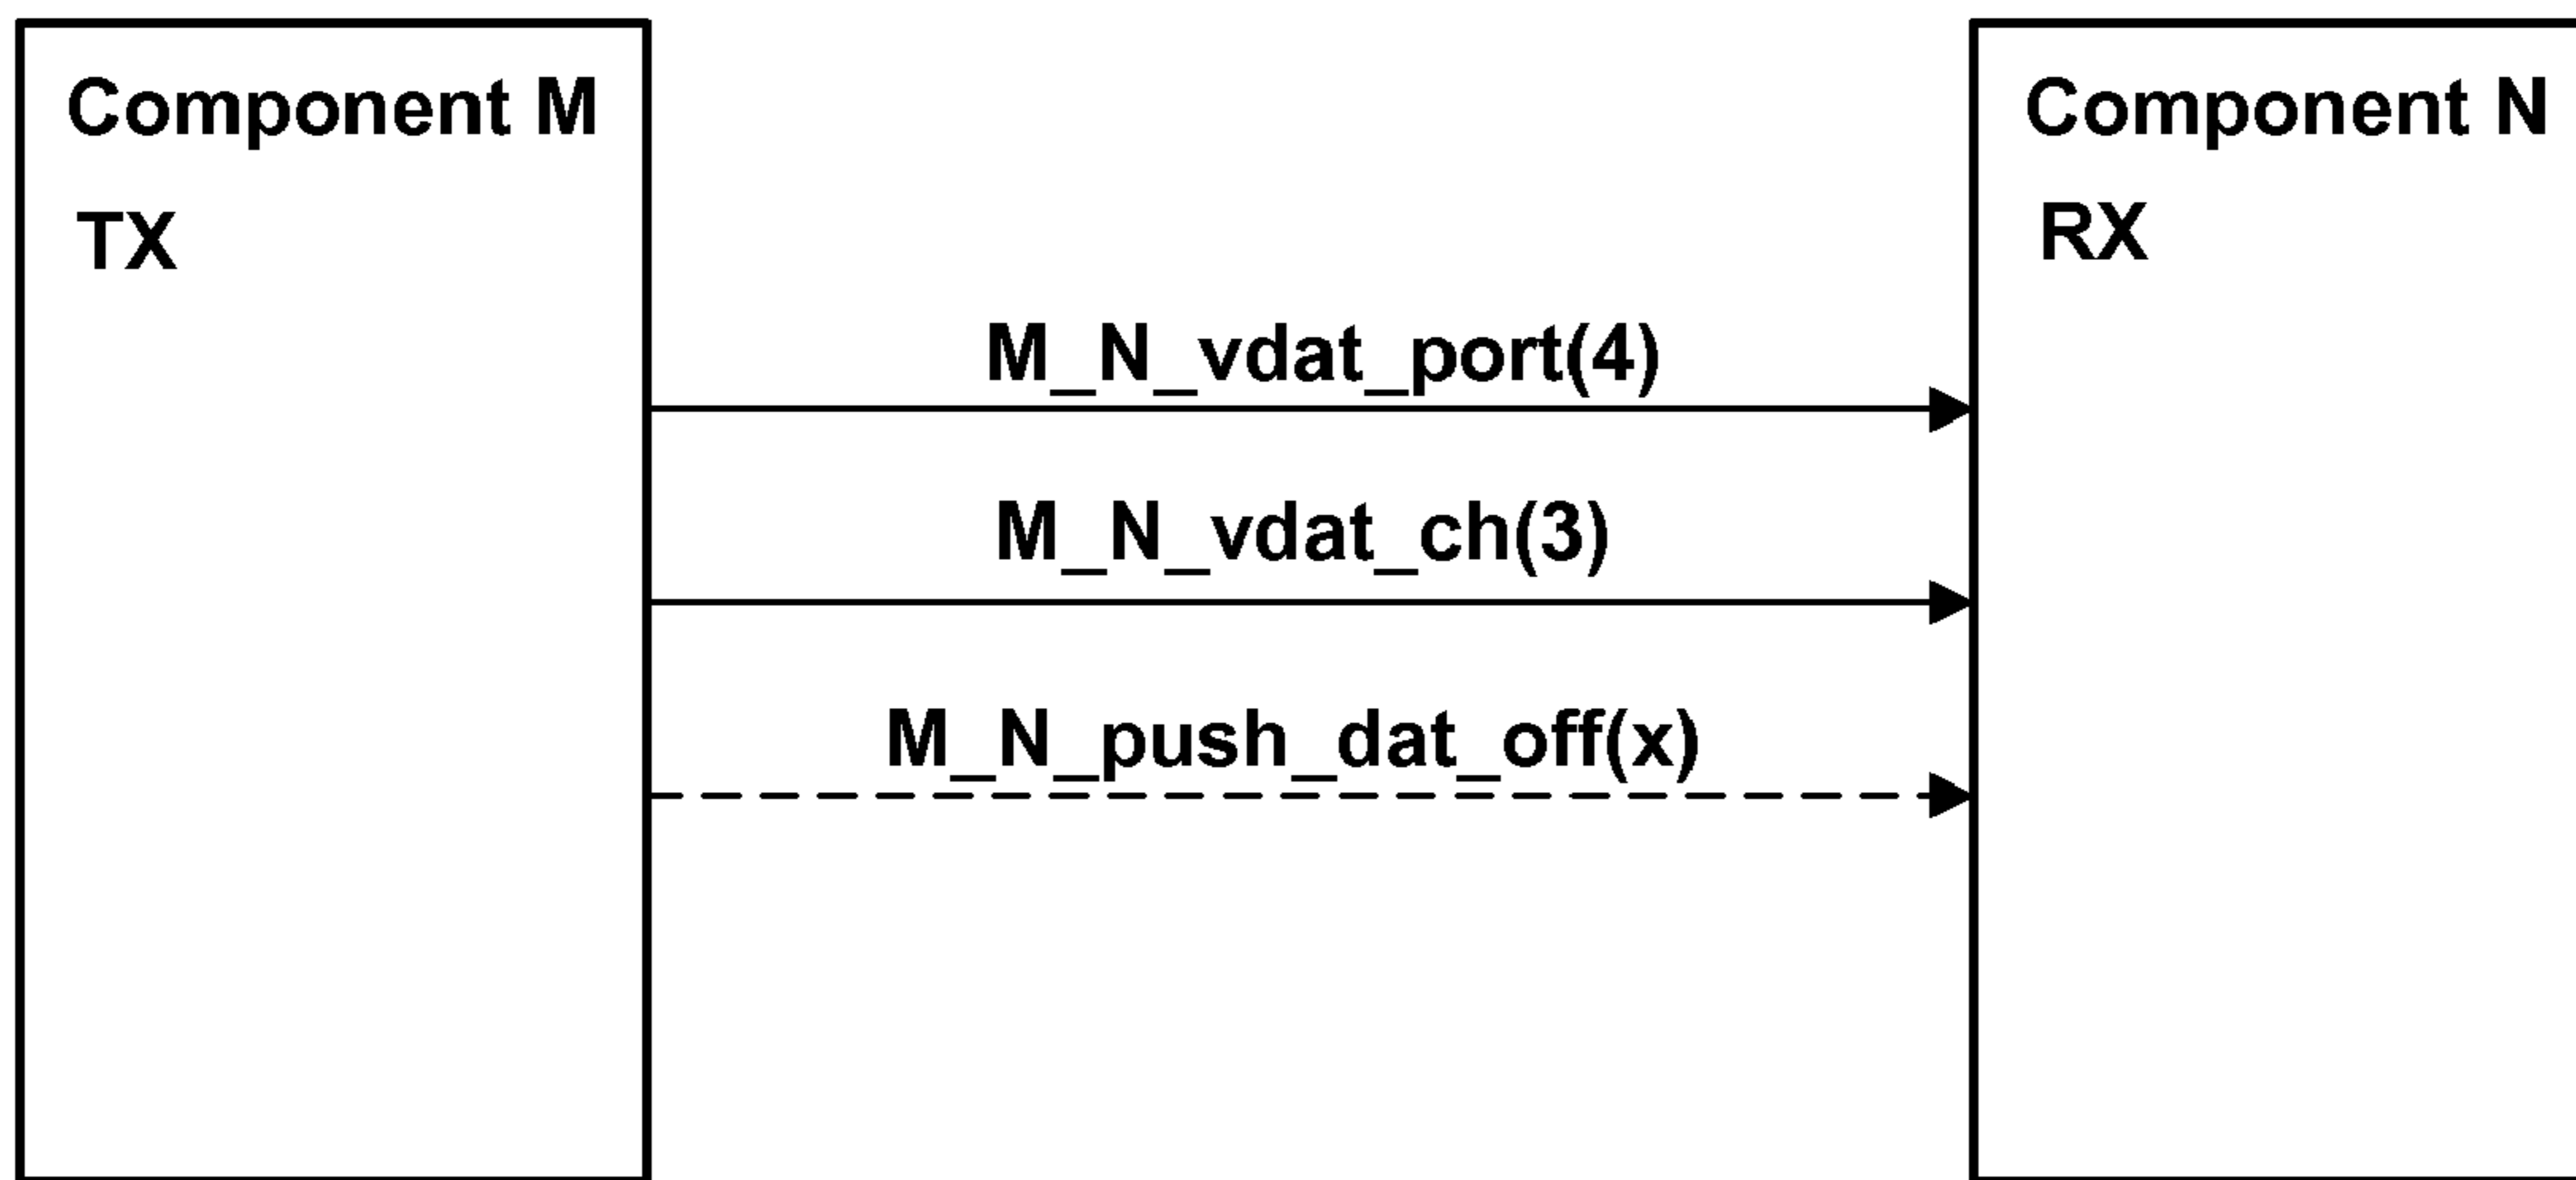 Component M
TX
Component N
RX
M_N_vdat_port(4)
M_N_vdat_ch(3)
M_N_push_dat_off(x)